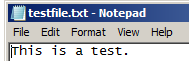 testfile.txt - Notepad
File Edit Format View Help
This is a test.